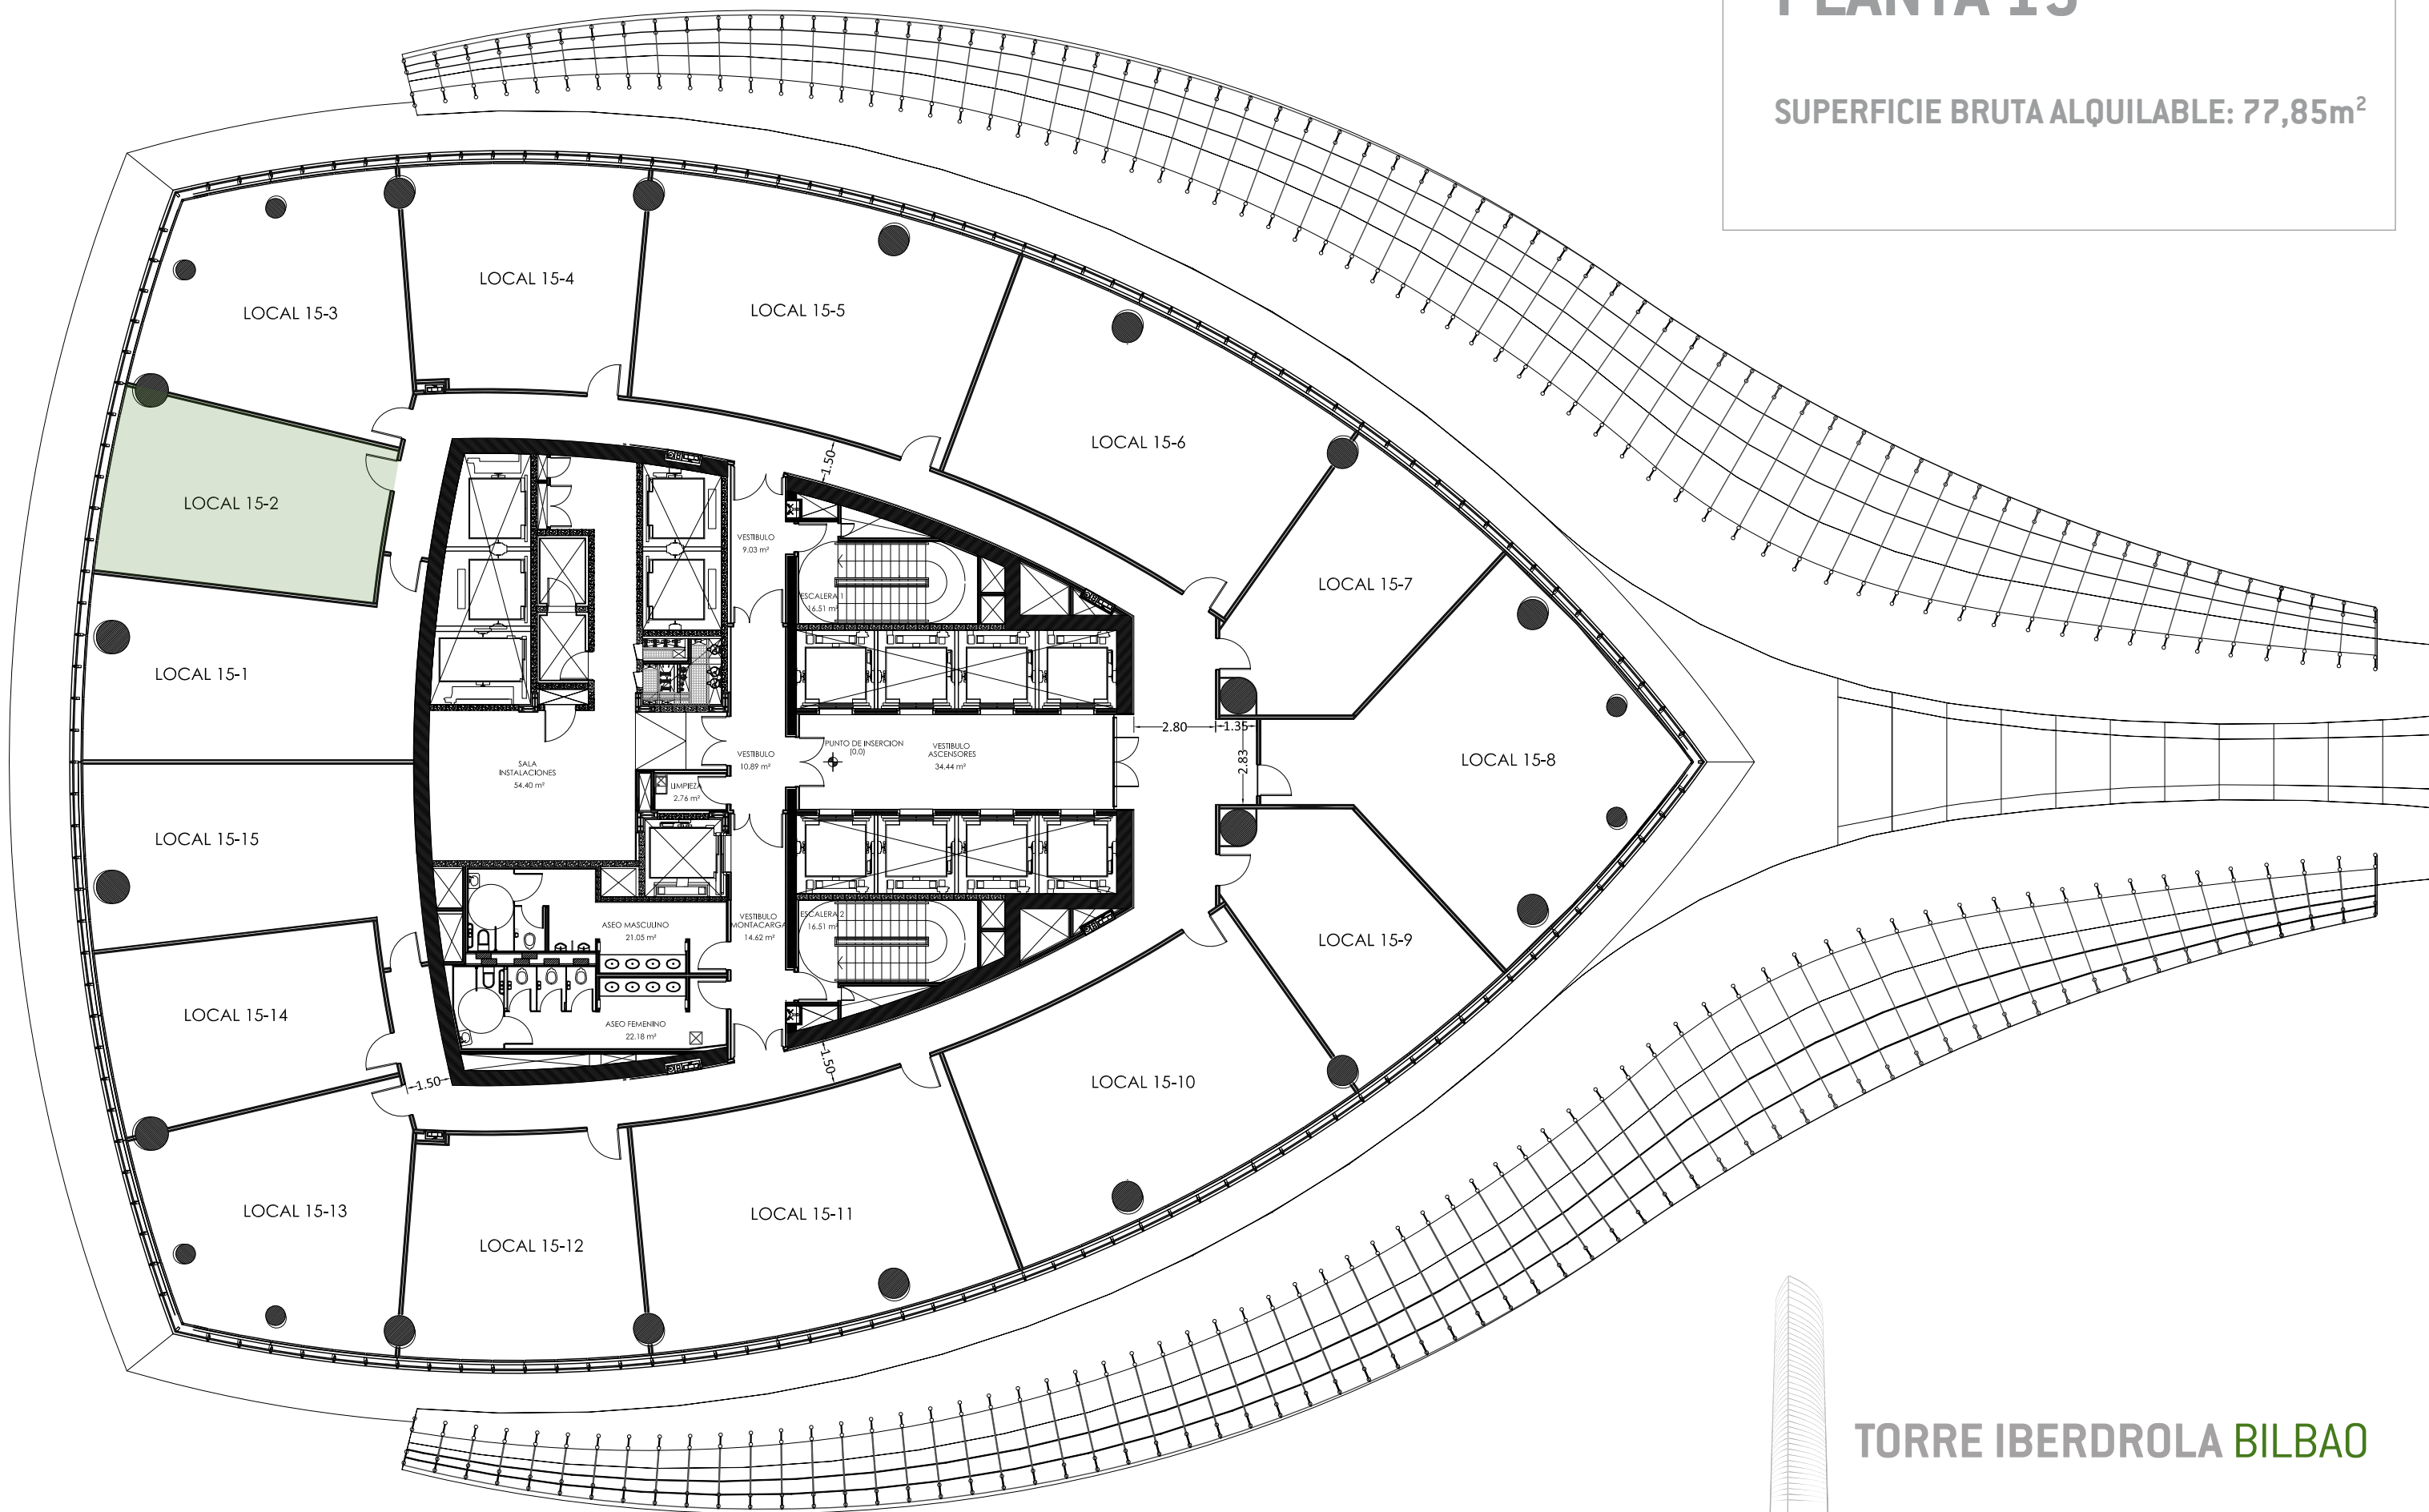 PLANTA 15
SUPERFICIE BRUTA ALQUILABLE: 77,85m²
LOCAL 15-4
LOCAL 15-3
LOCAL 15-5
LOCAL 15-6
1.50
LOCAL 15-2
VESTIBULO
9.03 m²
LOCAL 15-7
ESCALERA 1
16.51 m²
LOCAL 15-1
2.80
1.35
PUNTO DE INSERCION
(0.0)
VESTIBULO
ASCENSORES
34.44 m²
VESTIBULO
10.89 m²
2.83
LOCAL 15-8
SALA
INSTALACIONES
54.40 m²
LIMPIEZA
2.76 m²
LOCAL 15-15
ASEO MASCULINO
21.05 m²
VESTIBULO
MONTACARGA
14.62 m²
ESCALERA 2
16.51 m²
LOCAL 15-9
LOCAL 15-14
ASEO FEMENINO
22.18 m²
1.50
1.50
LOCAL 15-10
LOCAL 15-13
LOCAL 15-11
LOCAL 15-12
TORRE IBERDROLA BILBAO